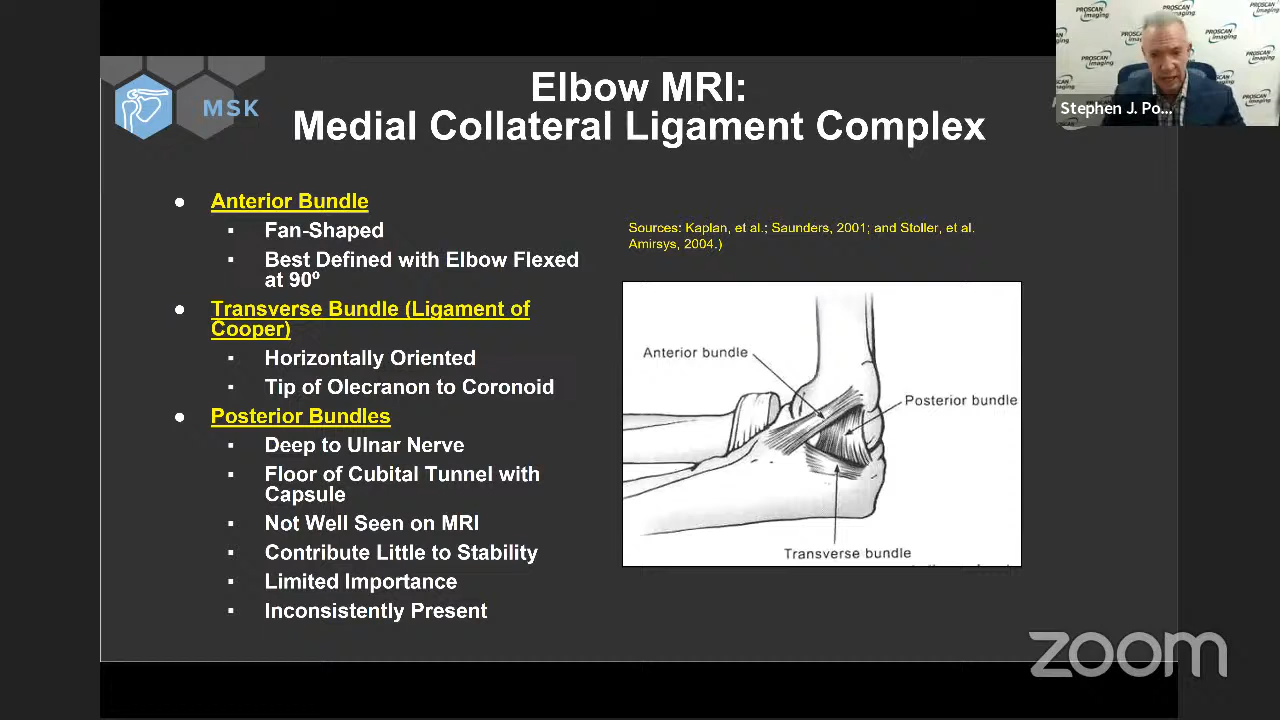 MSK
Elbow MRI:
Medial Collateral Ligament Complex
PROSCAN
imaging
Stephen J. Po...
● Anterior Bundle
▪ Fan-Shaped
▪ Best Defined with Elbow Flexed
at 90º
● Transverse Bundle (Ligament of
Cooper)
▪ Horizontally Oriented
▪ Tip of Olecranon to Coronoid
● Posterior Bundles
▪ Deep to Ulnar Nerve
▪ Floor of Cubital Tunnel with
Capsule
▪ Not Well Seen on MRI
▪ Contribute Little to Stability
▪ Limited Importance
▪ Inconsistently Present
Sources: Kaplan, et al.; Saunders, 2001; and Stoller, et al.
Amirsys, 2004.)
Anterior bundle
Posterior bundle
Transverse bundle
zoom